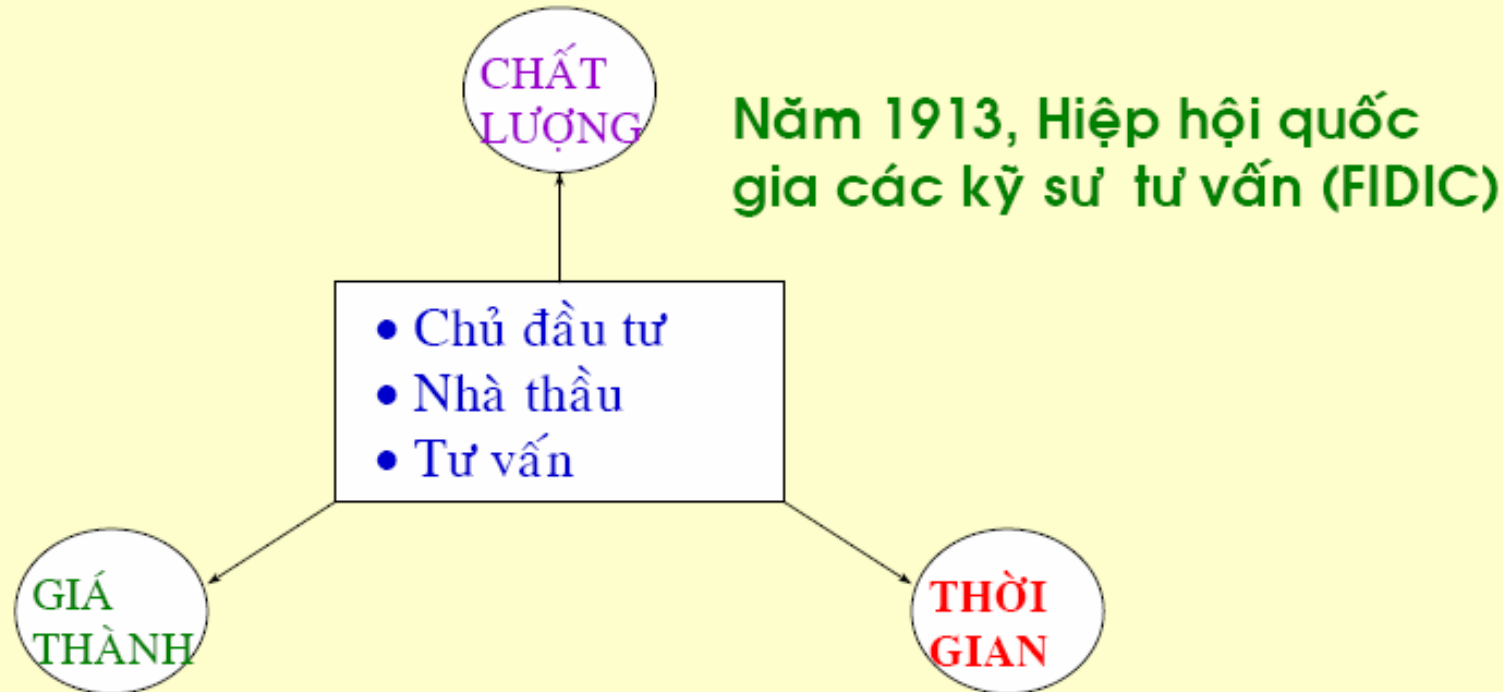 CHẤT
LƯỢNG
Năm 1913, Hiệp hội quốc
gia các kỹ sư tư vấn (FIDIC)
• Chủ đầu tư
• Nhà thầu
• Tư vấn
GIÁ
THÀNH
THỜI
GIAN